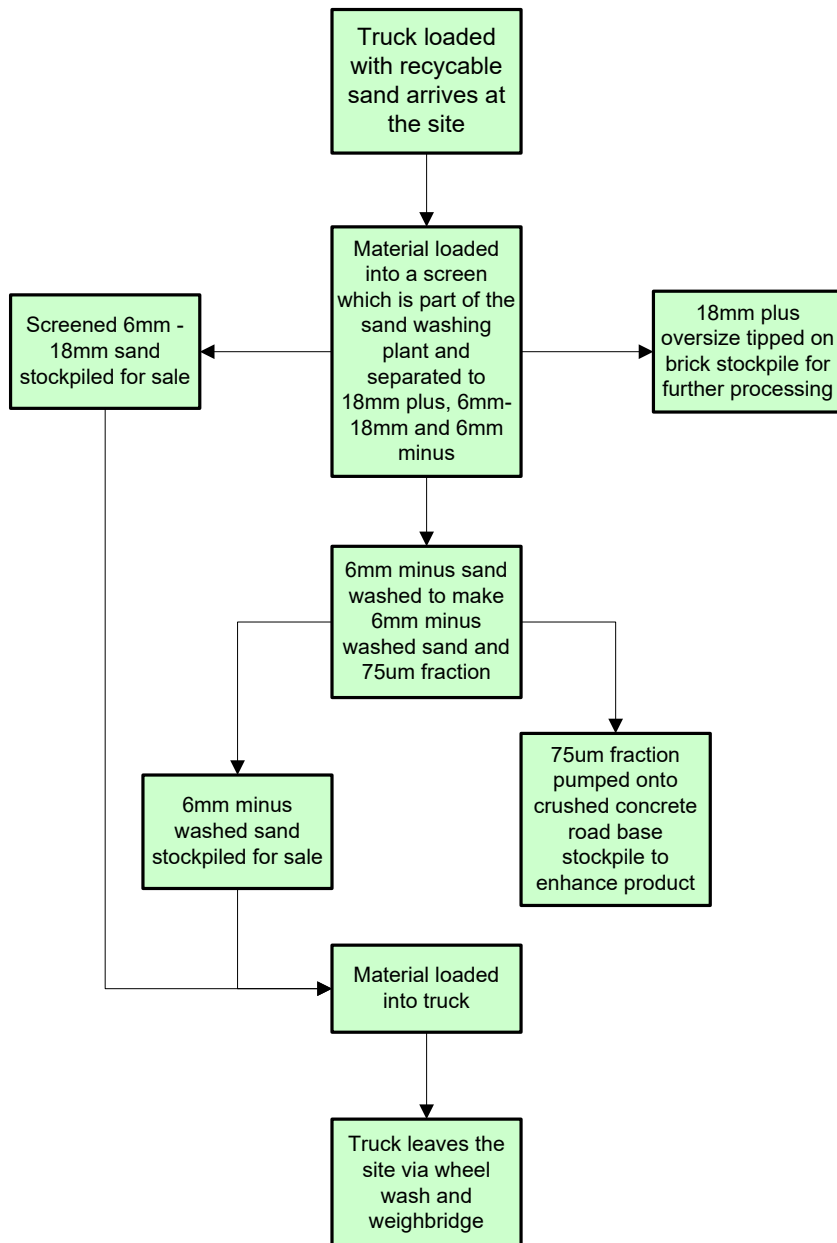 Truck loaded
with recycable
sand arrives at
the site
Material loaded
into a screen
which is part of the
sand washing
plant and
separated to
18mm plus, 6mm-
18mm and 6mm
minus
Screened 6mm -
18mm sand
stockpiled for sale
18mm plus
oversize tipped on
brick stockpile for
further processing
6mm minus sand
washed to make
6mm minus
washed sand and
75um fraction
6mm minus
washed sand
stockpiled for sale
75um fraction
pumped onto
crushed concrete
road base
stockpile to
enhance product
Material loaded
into truck
Truck leaves the
site via wheel
wash and
weighbridge